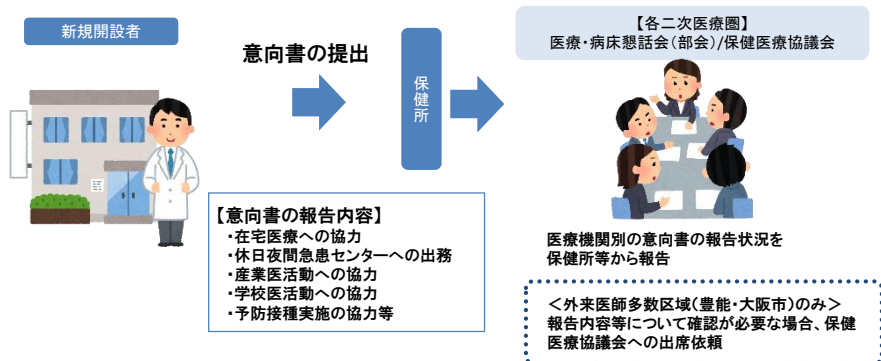 新規開設者
意向書の提出
保健所
【各二次医療圏】
医療・病床懇話会(部会)/保健医療協議会
【意向書の報告内容】
・在宅医療への協力
・休日夜間急患センターへの出務
・産業医活動への協力
・学校医活動への協力
・予防接種実施の協力等
医療機関別の意向書の報告状況を
保健所等から報告
<外来医師多数区域(豊能・大阪市)のみ>
報告内容等について確認が必要な場合、保健
医療協議会への出席依頼